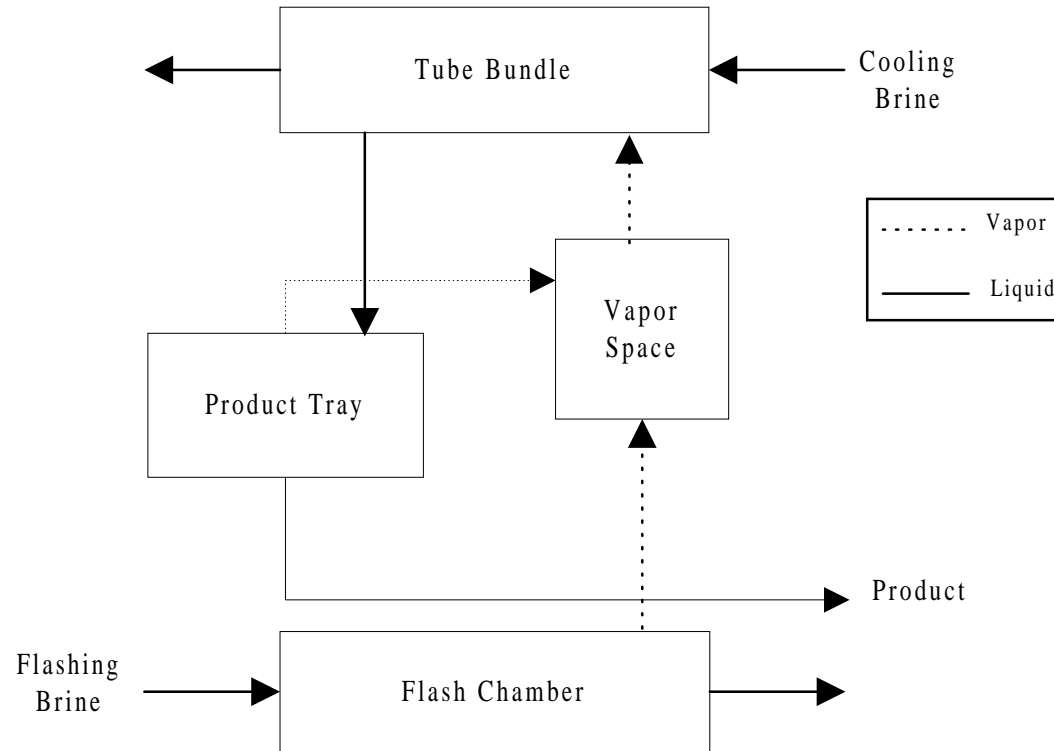 Tube Bundle
Cooling
Brine
Vapor
Liquid
Vapor
Space
Product Tray
Product
Flashing
Brine
Flash Chamber